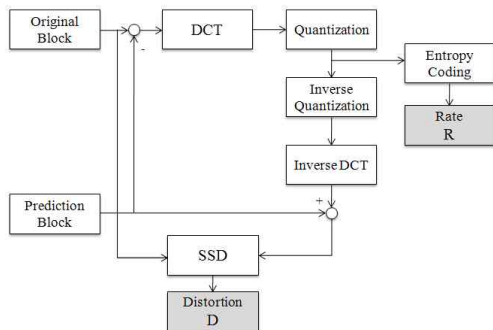 Original
Block
DCT
Quantization
-
Entropy
Coding
Inverse
Quantization
Rate
R
Inverse DCT
Prediction
Block
+
SSD
Distortion
D